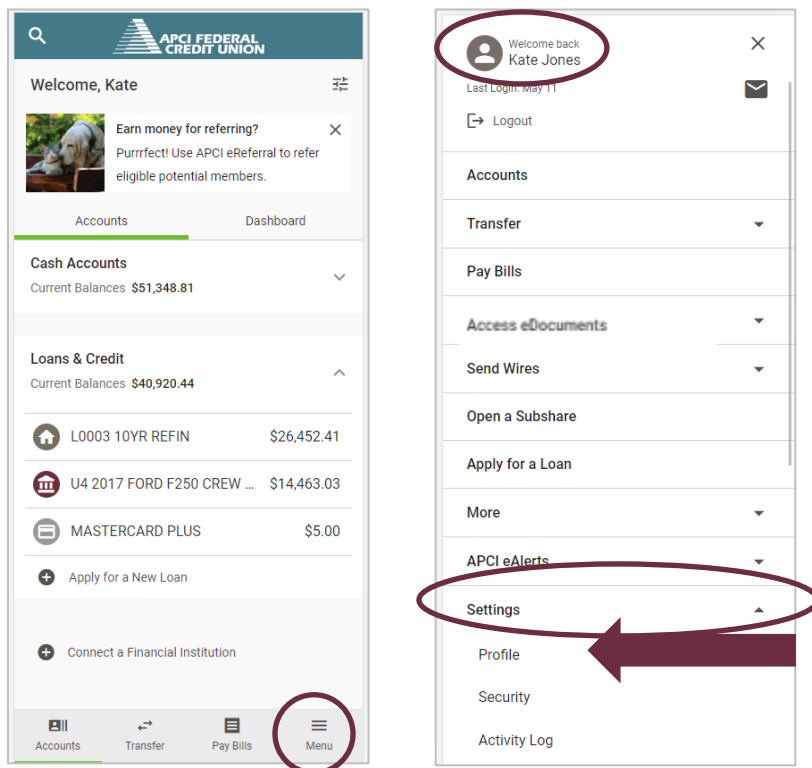 APCI FEDERAL
CREDIT UNION
Welcome, Kate
Earn money for referring?
Purrrfect! Use APCI eReferral to refer
eligible potential members.
Accounts Dashboard
Cash Accounts
Current Balances $51,348.81
Loans & Credit
Current Balances $40,920.44
L0003 10YR REFIN $26,452.41
U4 2017 FORD F250 CREW ... $14,463.03
MASTERCARD PLUS $5.00
Apply for a New Loan
Connect a Financial Institution
Accounts Transfer Pay Bills Menu
Welcome back
Kate Jones
Last Login: May 11
Logout
Accounts
Transfer
Pay Bills
Access eDocuments
Send Wires
Open a Subshare
Apply for a Loan
More
APCI eAlerts
Settings
Profile
Security
Activity Log